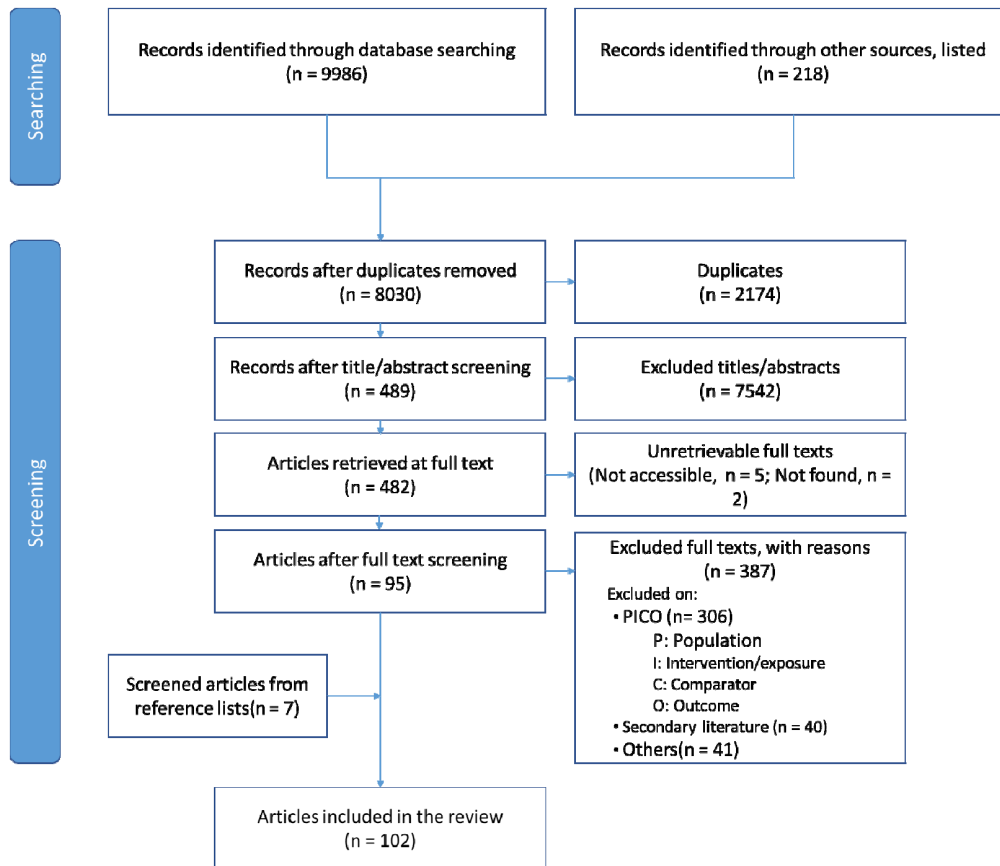 Searching
Records identified through database searching
(n = 9986)
Records identified through other sources, listed
(n = 218)
Screening
Records after duplicates removed
(n = 8030)
Duplicates
(n = 2174)
Records after title/abstract screening
(n = 489)
Excluded titles/abstracts
(n = 7542)
Articles retrieved at full text
(n = 482)
Unretrievable full texts
(Not accessible, n = 5; Not found, n =
2)
Articles after full text screening
(n = 95)
Excluded full texts, with reasons
(n = 387)
Excluded on:
• PICO (n= 306)
P: Population
I: Intervention/exposure
C: Comparator
O: Outcome
• Secondary literature (n = 40)
• Others(n = 41)
Screened articles from
reference lists(n = 7)
Articles included in the review
(n = 102)